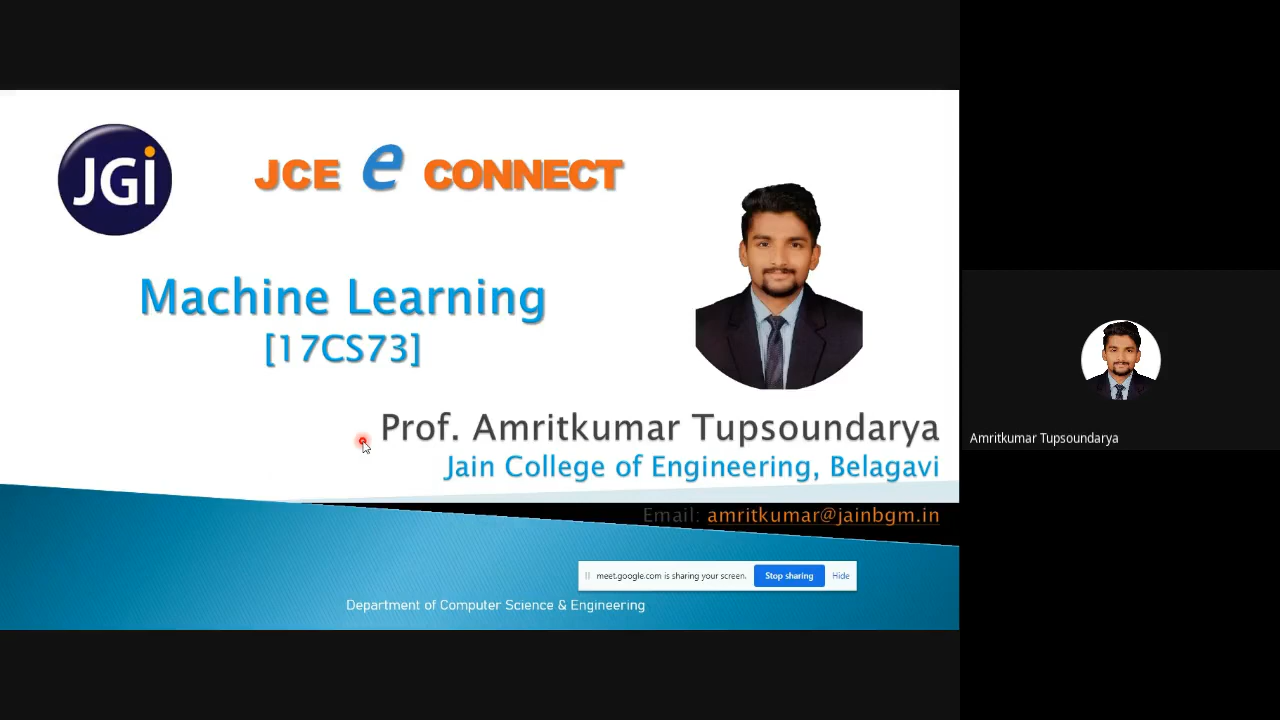 JGi
JCE e CONNECT
Machine Learning
[17CS73]
Prof. Amritkumar Tupsoundarya
Jain College of Engineering, Belagavi
Email: amritkumar@jainbgm.in
meet.google.com is sharing your screen.
Stop sharing
Hide
Department of Computer Science & Engineering
Amritkumar Tupsoundarya